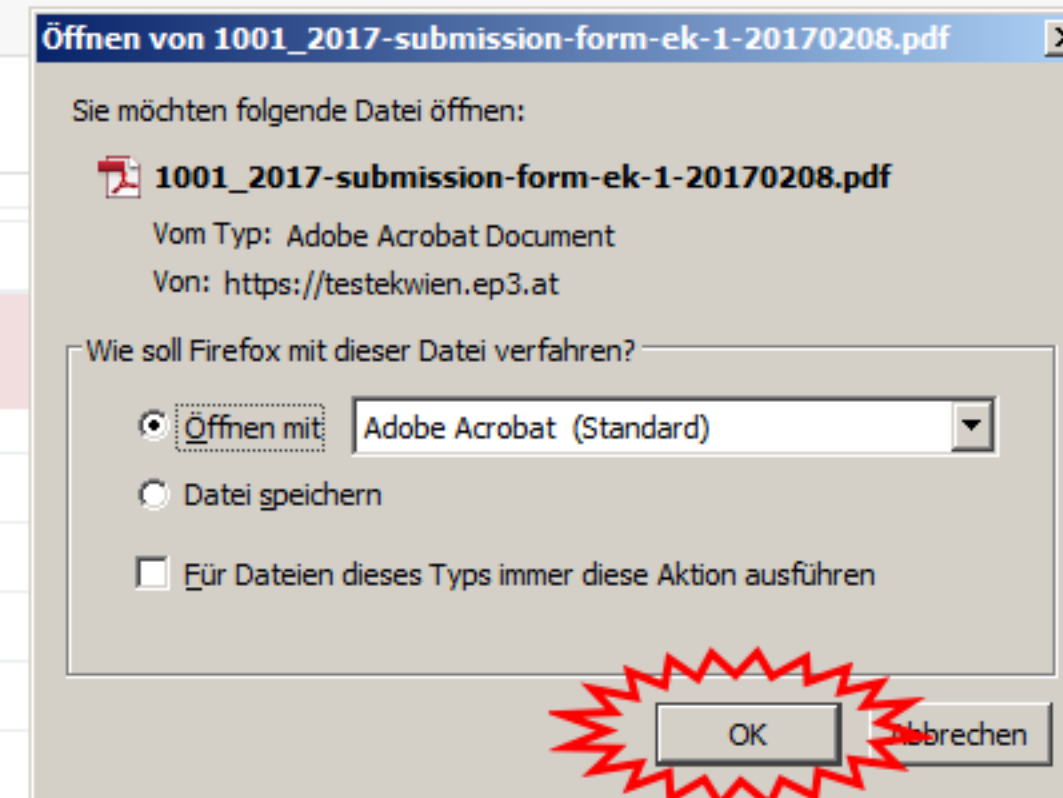 Öffnen von 1001_2017-submission-form-ek-1-20170208.pdf
Sie möchten folgende Datei öffnen:
1001_2017-submission-form-ek-1-20170208.pdf
Vom Typ: Adobe Acrobat Document
Von: https://testekwien.ep3.at
Wie soll Firefox mit dieser Datei verfahren?
Öffnen mit Adobe Acrobat (Standard)
Datei speichern
Für Dateien dieses Typs immer diese Aktion ausführen
OK Abbrechen